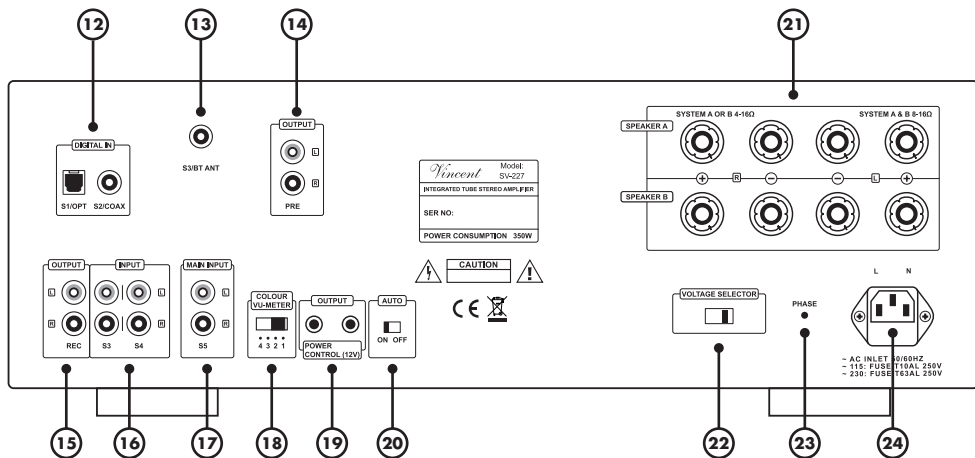 12
13
14
21
DIGITAL IN
S1/OPT S2/COAX
S3/BT ANT
OUTPUT
L
R
PRE
Vincent
Model:
SV-227
INTEGRATED TUBE STEREO AMPLIFIER
SER NO:
POWER CONSUMPTION 350W
CAUTION
CE
SYSTEM A OR B 4-16Ω
SYSTEM A & B 8-16Ω
SPEAKER A
+ R − − L +
SPEAKER B
OUTPUT
L
R
REC
INPUT
L
R
S3 S4
MAIN INPUT
L
R
S5
COLOUR
VU-METER
4 3 2 1
OUTPUT
POWER
CONTROL (12V)
AUTO
ON OFF
VOLTAGE SELECTOR
PHASE
L N
~ AC INLET 50/60HZ
~ 115: FUSE T10AL 250V
~ 230: FUSE T63AL 250V
15
16
17
18
19
20
22
23
24